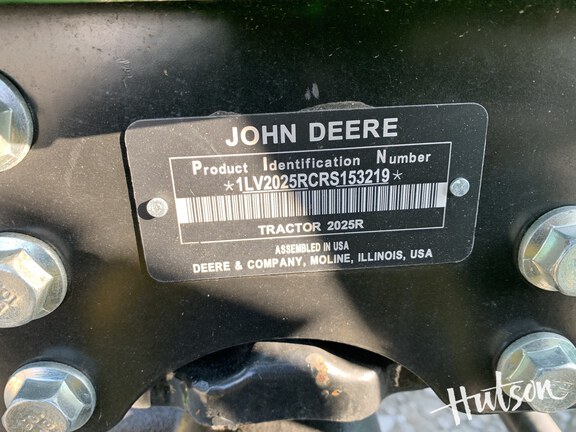 JOHN DEERE
Product Identification Number
*1LV2025RCRS153219*
TRACTOR 2025R
ASSEMBLED IN USA
DEERE & COMPANY, MOLINE, ILLINOIS, USA
Hutson